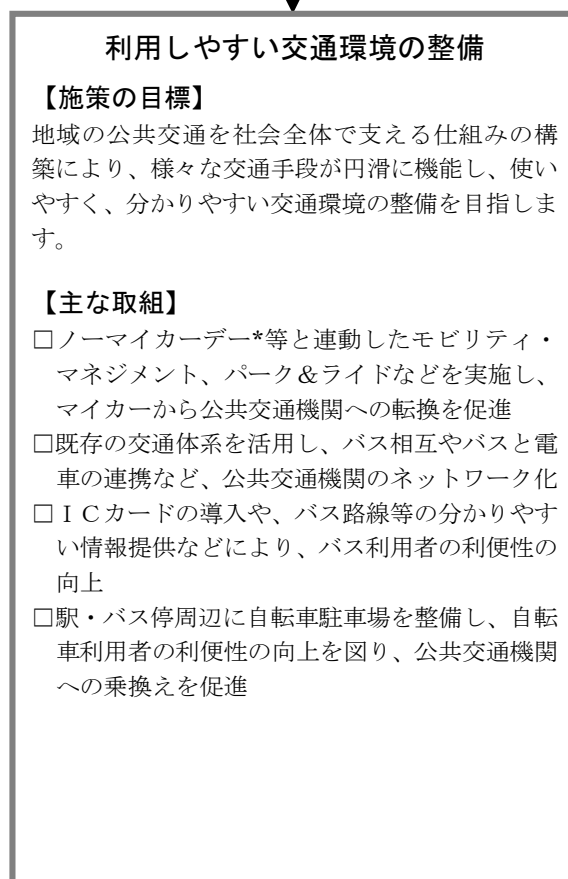 利用しやすい交通環境の整備
【施策の目標】
地域の公共交通を社会全体で支える仕組みの構
築により、様々な交通手段が円滑に機能し、使い
やすく、分かりやすい交通環境の整備を目指しま
す。
【主な取組】
□ノーマイカーデー*等と連動したモビリティ・
マネジメント、パーク＆ライドなどを実施し、
マイカーから公共交通機関への転換を促進
□既存の交通体系を活用し、バス相互やバスと電
車の連携など、公共交通機関のネットワーク化
□ＩＣカードの導入や、バス路線等の分かりやす
い情報提供などにより、バス利用者の利便性の
向上
□駅・バス停周辺に自転車駐車場を整備し、自転
車利用者の利便性の向上を図り、公共交通機関
への乗換えを促進